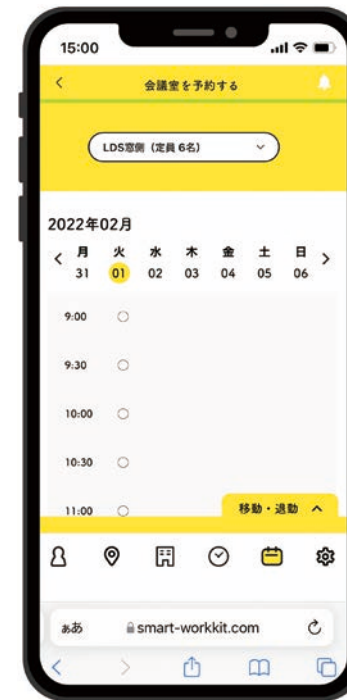 15:00
会議室を予約する
LDS窓側（定員 6名）
2022年02月
月 火 水 木 金 土 日
31 01 02 03 04 05 06
9:00
9:30
10:00
10:30
11:00
移動・退勤
ぁあ smart-workkit.com